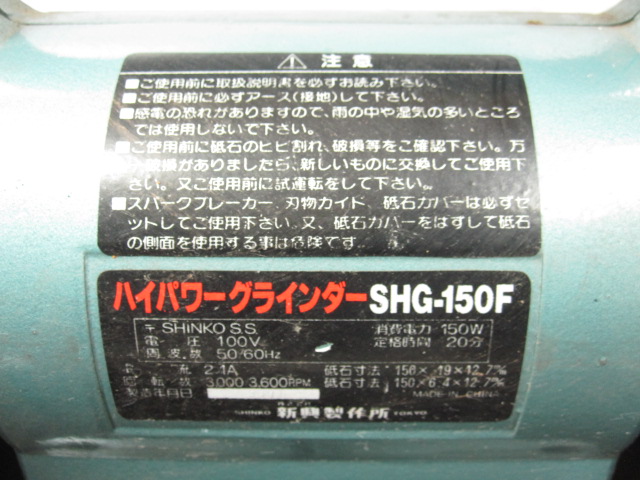 ⚠ 注意
■ご使用前に取扱説明書を必ずお読み下さい。
■ご使用前に必ずアース(接地)して下さい。
■感電の恐れがありますので、雨の中や湿気の多いところ
では使用しないで下さい。
■ご使用前に砥石のヒビ割れ、破損等をご確認下さい。万一
破損がありましたら、新しいものに交換してご使用下
さい。又ご使用前に試運転をして下さい。
■スパークブレーカー、刃物ガイド、砥石カバーは必ずセ
ットしてご使用下さい。又、砥石カバーをはずして砥石
の側面を使用する事は危険です。
ハイパワーグラインダーSHG-150F
〒 SHINKO S.S. 消費電力 150W
電圧 100V 定格時間 20分
周波数 50/60Hz
電流 2.1A 砥石寸法 150× 19×12.7%
回転数 3,000 3,600RPM 砥石寸法 150×6.4×12.7%
製造年月日 MADE IN CHINA
SHINKO 株式会社 新興製作所 TOKYO